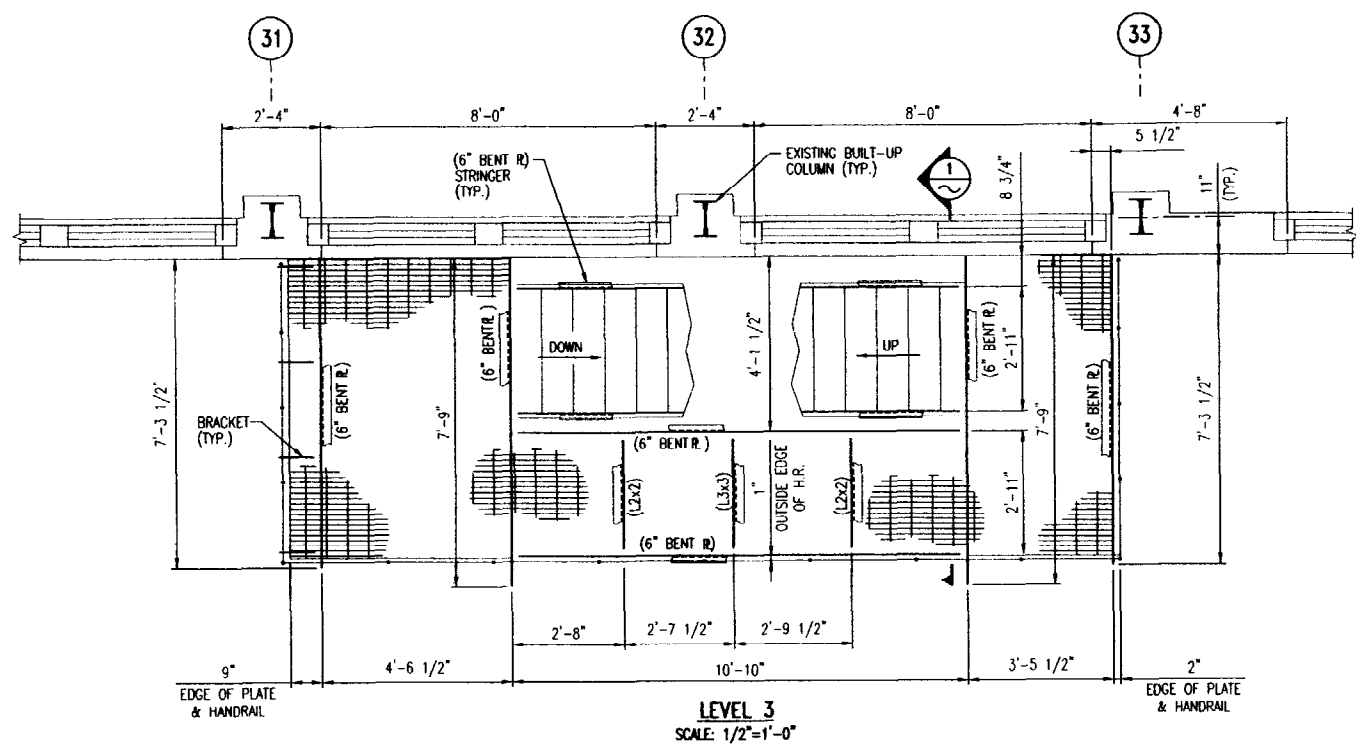 31
32
33
2'-4"
8'-0"
2'-4"
8'-0"
4'-8"
5 1/2"
(6" BENT PL)
STRINGER
(TYP.)
EXISTING BUILT-UP
COLUMN (TYP.)
1
~
8 3/4"
11"
(TYP.)
7'-3 1/2"
BRACKET
(TYP.)
(6" BENT PL)
7'-9"
(6" BENT PL)
DOWN
4'-1 1/2"
UP
(6" BENT PL)
2'-11"
7'-9"
(6" BENT PL)
7'-3 1/2"
(6" BENT PL)
(L2x2)
(L3x3)
1"
OUTSIDE EDGE
OF H.R.
(L2x2)
2'-11"
(6" BENT PL)
2'-8"
2'-7 1/2"
2'-9 1/2"
9"
EDGE OF PLATE
& HANDRAIL
4'-6 1/2"
10'-10"
3'-5 1/2"
2"
EDGE OF PLATE
& HANDRAIL
LEVEL 3
SCALE: 1/2"=1'-0"